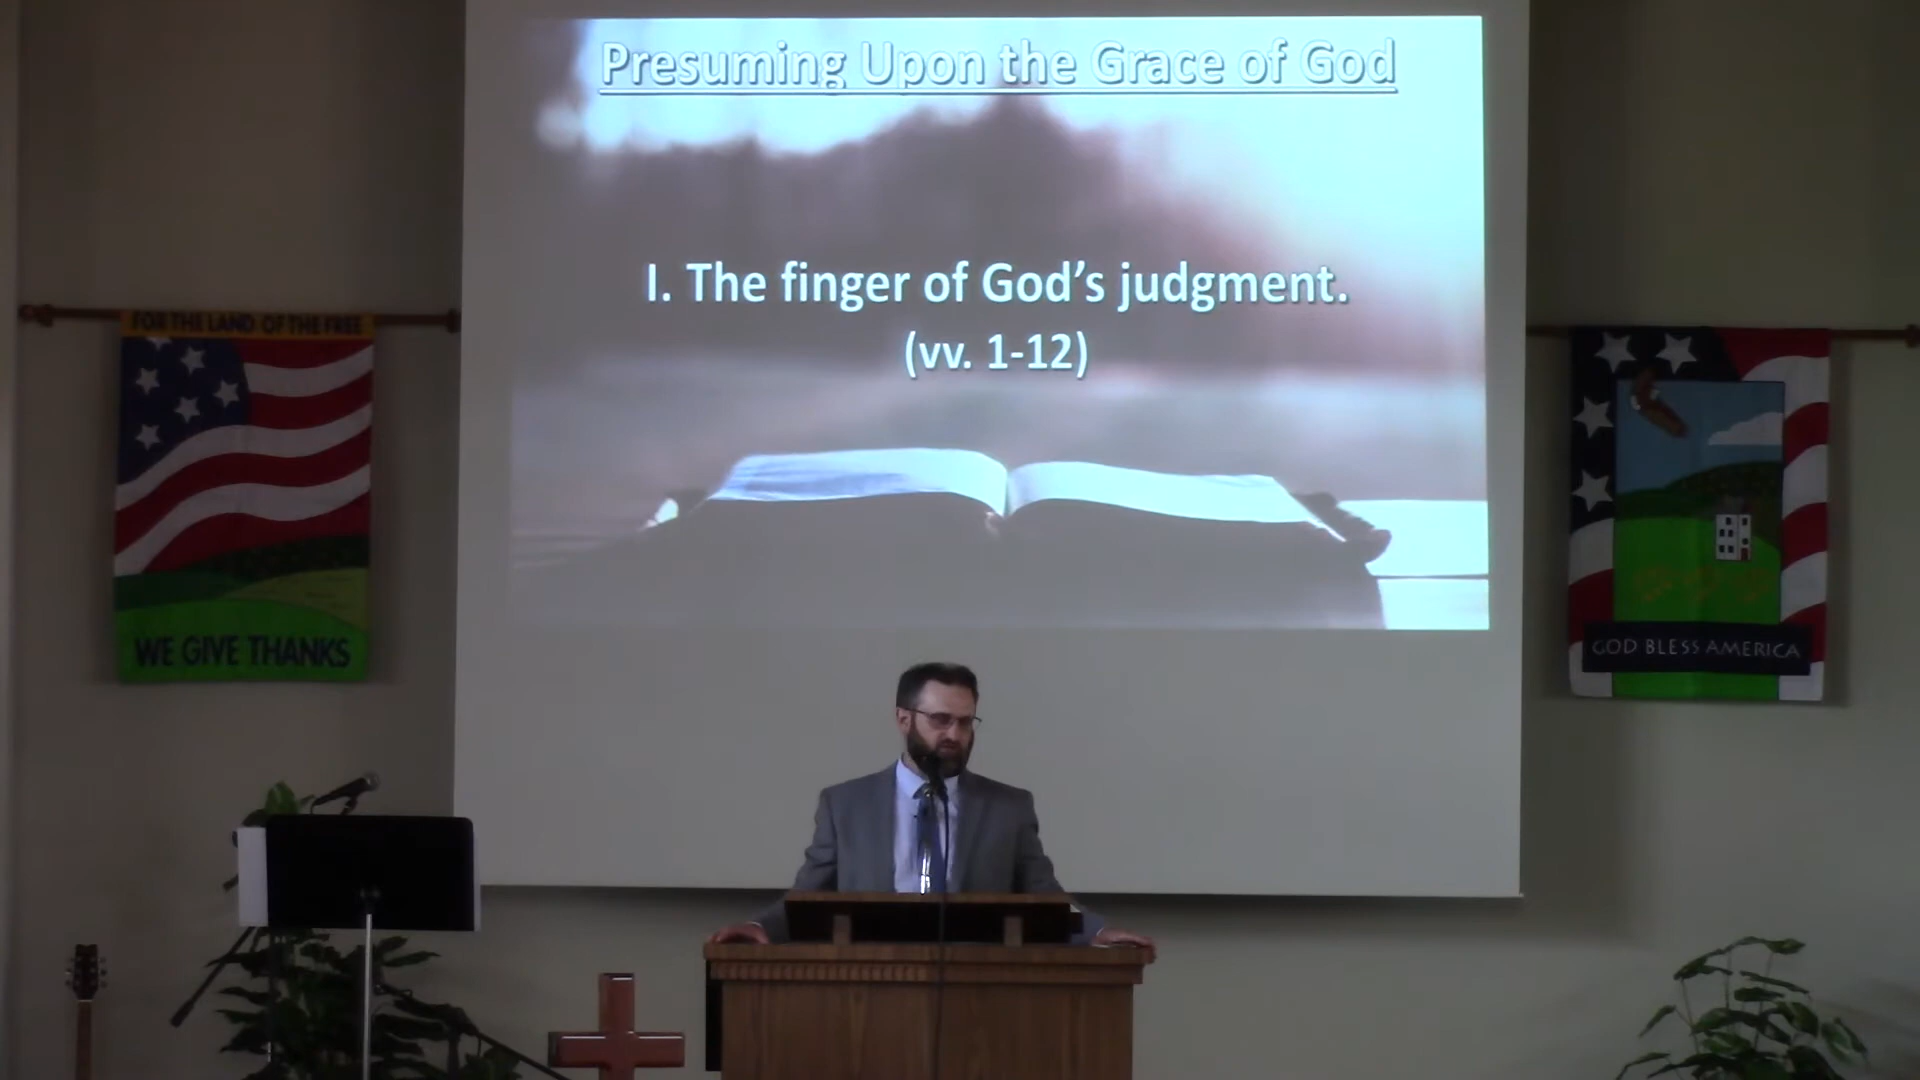 Presuming Upon the Grace of God
I. The finger of God’s judgment.
(vv. 1-12)
FOR THE LAND OF THE FREE
WE GIVE THANKS
GOD BLESS AMERICA